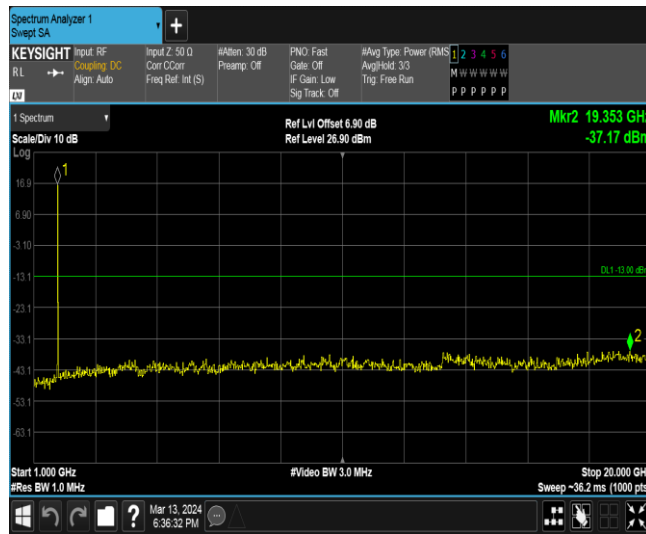 Spectrum Analyzer 1
Swept SA
KEYSIGHT
RL
LXI
Input: RF
Coupling: DC
Align: Auto
Input Z: 50 Ω
Corr CCorr
Freq Ref: Int (S)
#Atten: 30 dB
Preamp: Off
PNO: Fast
Gate: Off
IF Gain: Low
Sig Track: Off
#Avg Type: Power (RMS
Avg|Hold: 3/3
Trig: Free Run
1 2 3 4 5 6
M W W W W W
P P P P P P
1 Spectrum
Scale/Div 10 dB
Ref Lvl Offset 6.90 dB
Ref Level 26.90 dBm
Mkr2 19.353 GHz
-37.17 dBm
Log
1
16.9
6.90
-3.10
-13.1
DL1 -13.00 dBm
-23.1
-33.1
2
-43.1
-53.1
-63.1
Start 1.000 GHz
#Res BW 1.0 MHz
#Video BW 3.0 MHz
Stop 20.000 GH
Sweep ~36.2 ms (1000 pts
?
Mar 13, 2024
6:36:32 PM